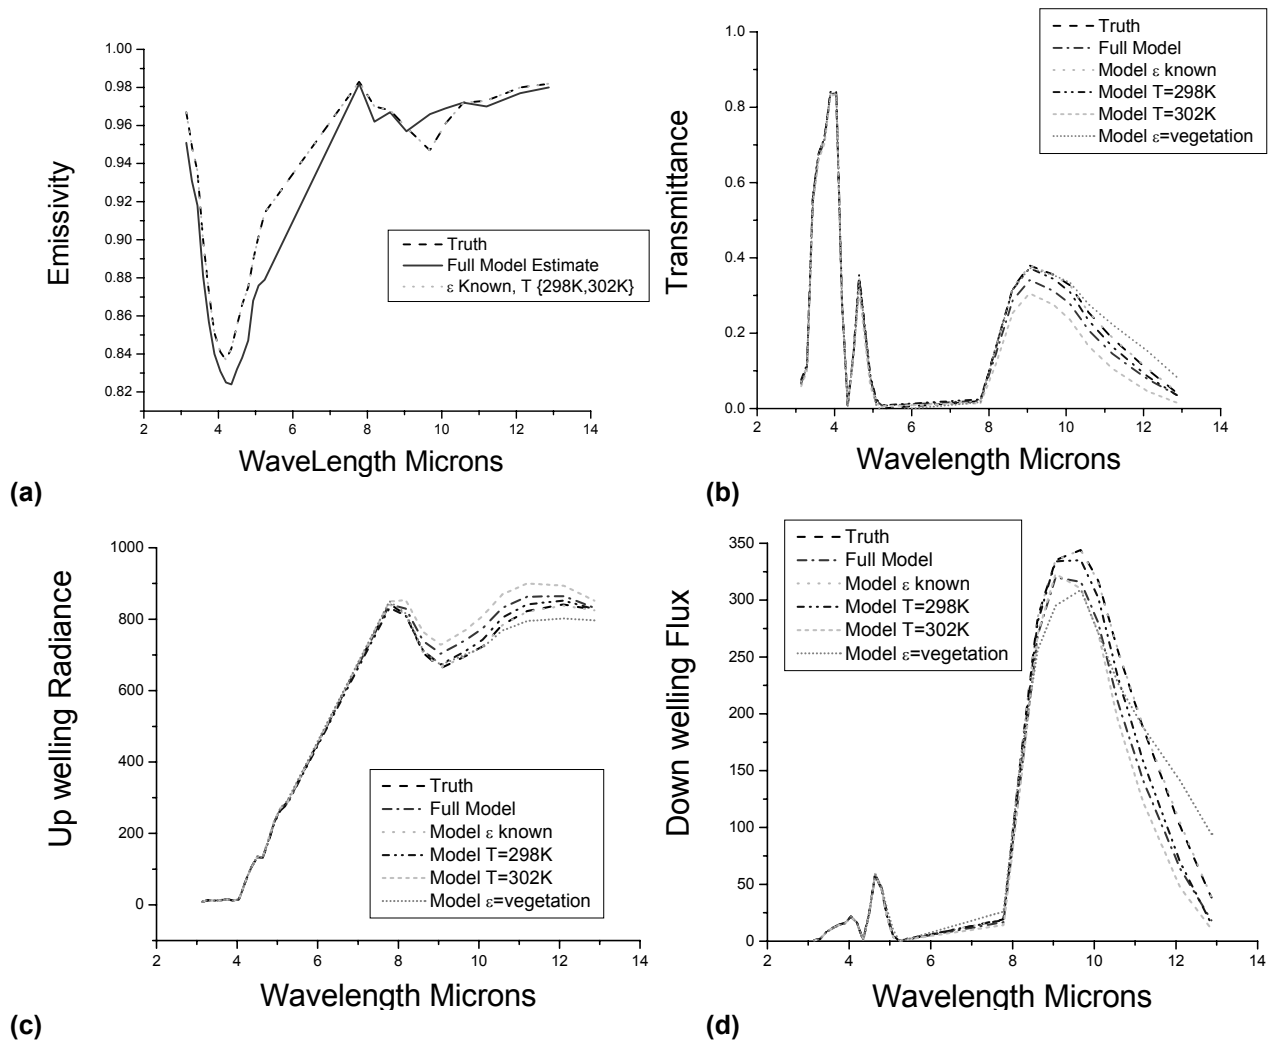 1.00
0.98
0.96
0.94
0.92
0.90
0.88
0.86
0.84
0.82
Emissivity
Truth
Full Model Estimate
ε Known, T {298K,302K}
2 4 6 8 10 12 14
WaveLength Microns
(a)
1.0
0.8
0.6
0.4
0.2
0.0
Transmittance
Truth
Full Model
Model ε known
Model T=298K
Model T=302K
Model ε=vegetation
2 4 6 8 10 12 14
Wavelength Microns
(b)
1000
800
600
400
200
0
Up welling Radiance
Truth
Full Model
Model ε known
Model T=298K
Model T=302K
Model ε=vegetation
2 4 6 8 10 12 14
Wavelength Microns
(c)
350
300
250
200
150
100
50
0
Down welling Flux
Truth
Full Model
Model ε known
Model T=298K
Model T=302K
Model ε=vegetation
2 4 6 8 10 12 14
Wavelength Microns
(d)